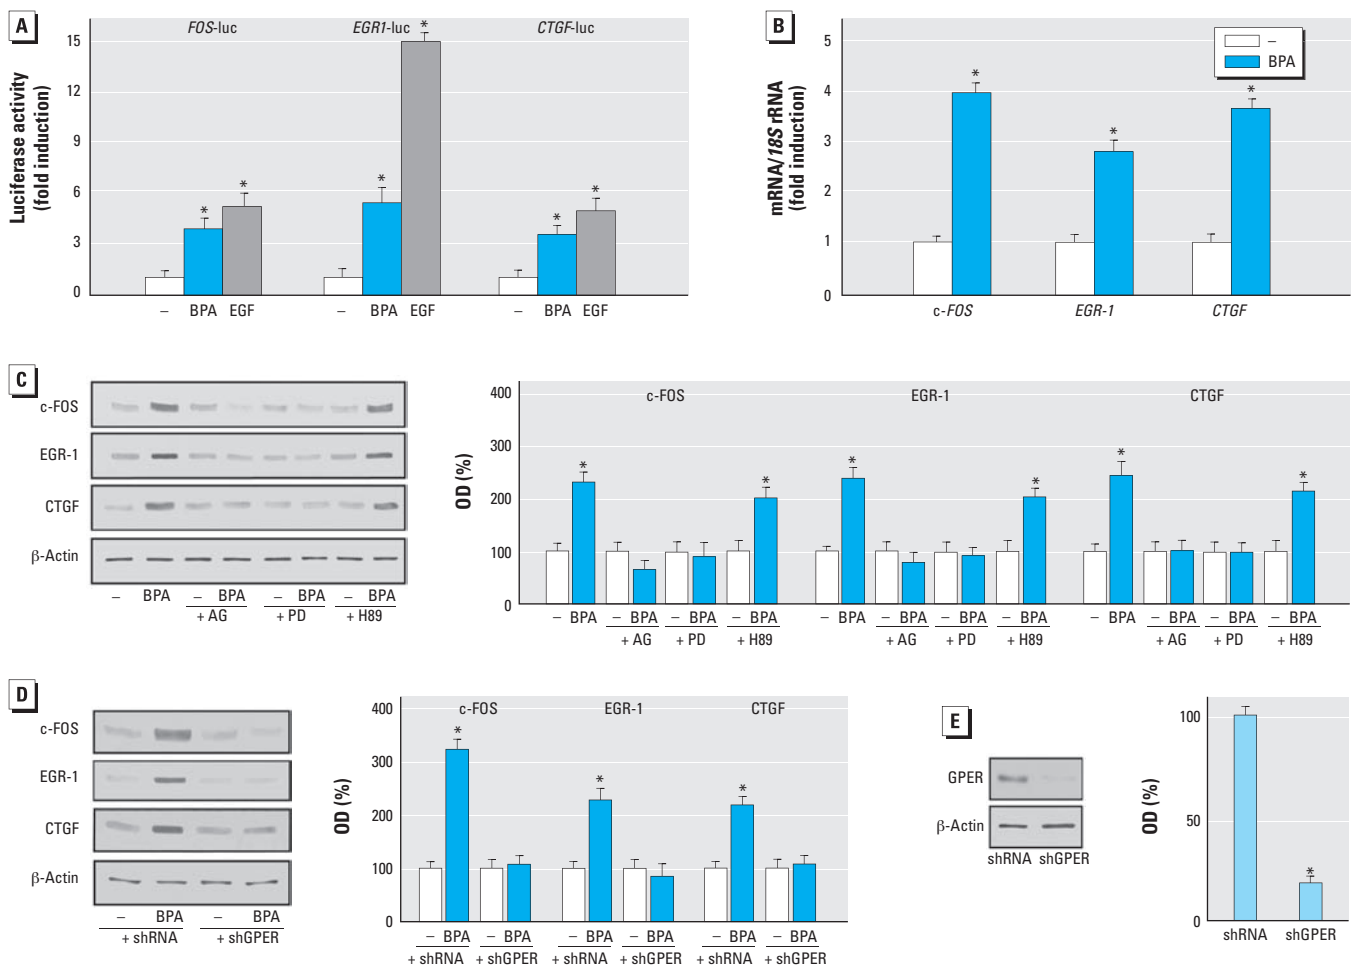 A
FOS-luc EGR1-luc CTGF-luc
Luciferase activity
(fold induction)
15
12
9
6
3
0
* * * * * *
– BPA EGF – BPA EGF – BPA EGF
B
mRNA/18S rRNA
(fold induction)
5
4
3
2
1
0
–
BPA
* * *
c-FOS EGR-1 CTGF
C
c-FOS
EGR-1
CTGF
β-Actin
– BPA – BPA – BPA – BPA
+ AG + PD + H89
OD (%)
400
300
200
100
0
c-FOS EGR-1 CTGF
* * * * * *
– BPA – BPA – BPA – BPA – BPA – BPA – BPA – BPA – BPA – BPA – BPA – BPA
+ AG + PD + H89 + AG + PD + H89 + AG + PD + H89
D
c-FOS
EGR-1
CTGF
β-Actin
– BPA – BPA
+ shRNA + shGPER
OD (%)
400
300
200
100
0
c-FOS EGR-1 CTGF
* * *
– BPA – BPA – BPA – BPA – BPA – BPA
+ shRNA + shGPER + shRNA + shGPER + shRNA + shGPER
E
GPER
β-Actin
shRNA shGPER
OD (%)
100
50
0
*
shRNA shGPER